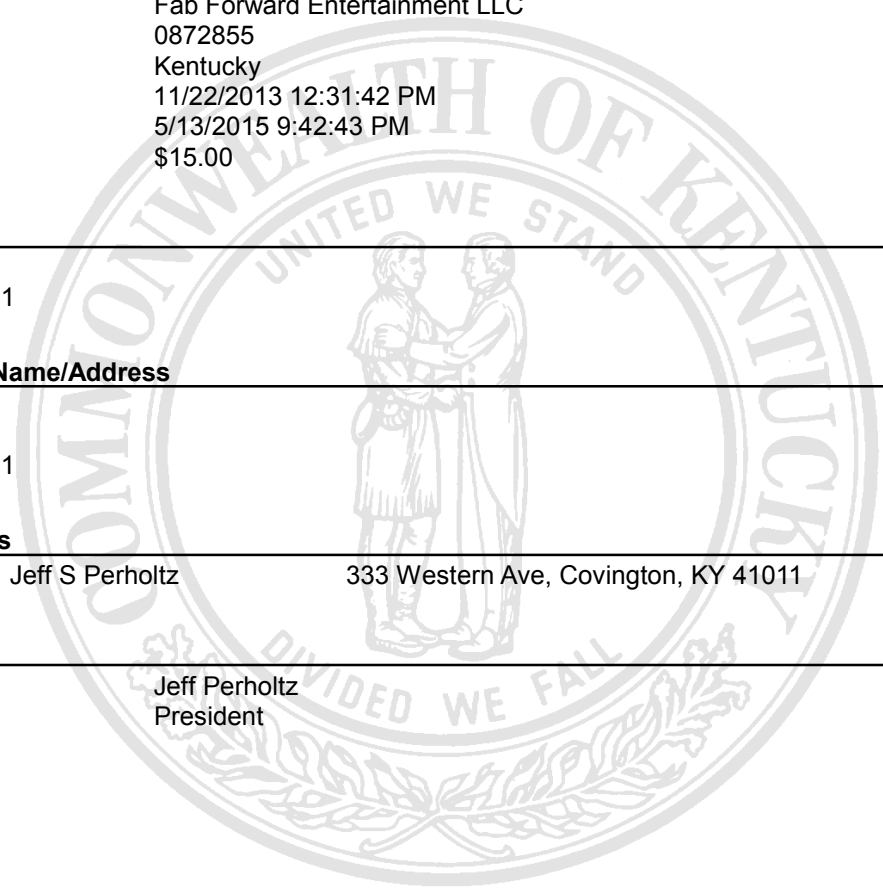 Fab Forward Entertainment LLC
0872855
Kentucky
11/22/2013 12:31:42 PM
5/13/2015 9:42:43 PM
$15.00
COMMONWEALTH OF KENTUCKY
UNITED WE STAND
1
Name/Address
1
s
Jeff S Perholtz 333 Western Ave, Covington, KY 41011
DIVIDED WE FALL
Jeff Perholtz
President